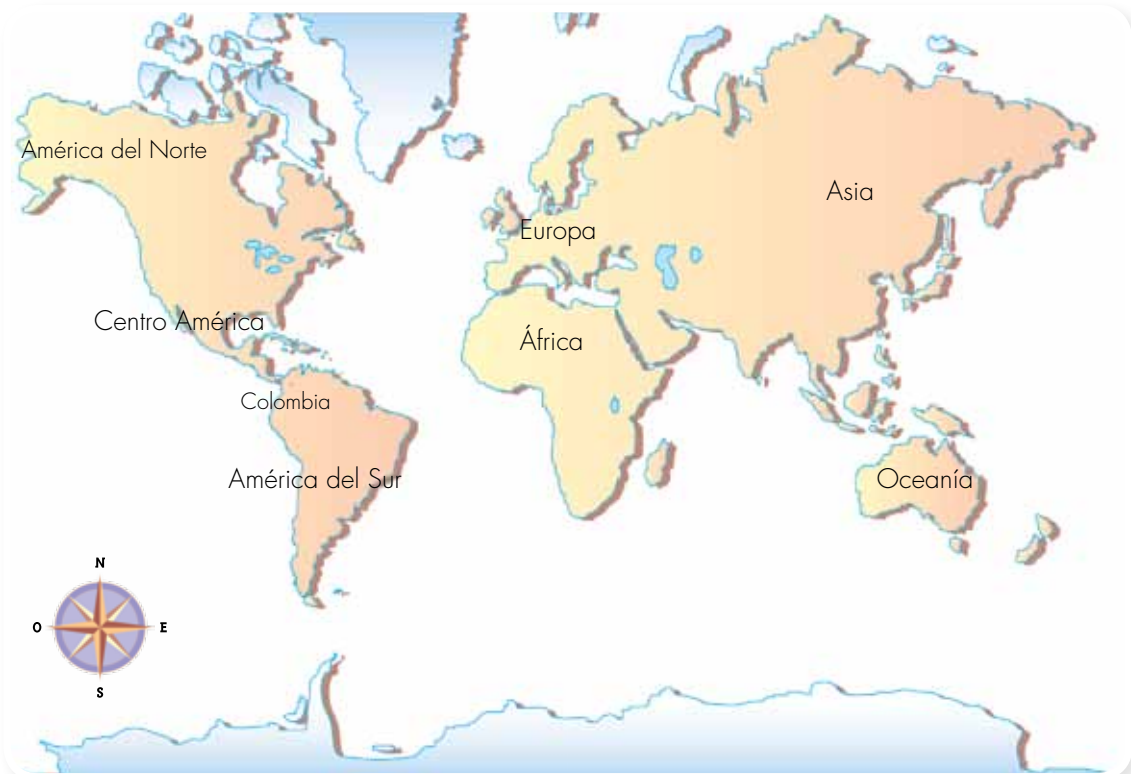 América del Norte
Asia
Europa
Centro América
África
Colombia
América del Sur
Oceanía
N
O
E
S